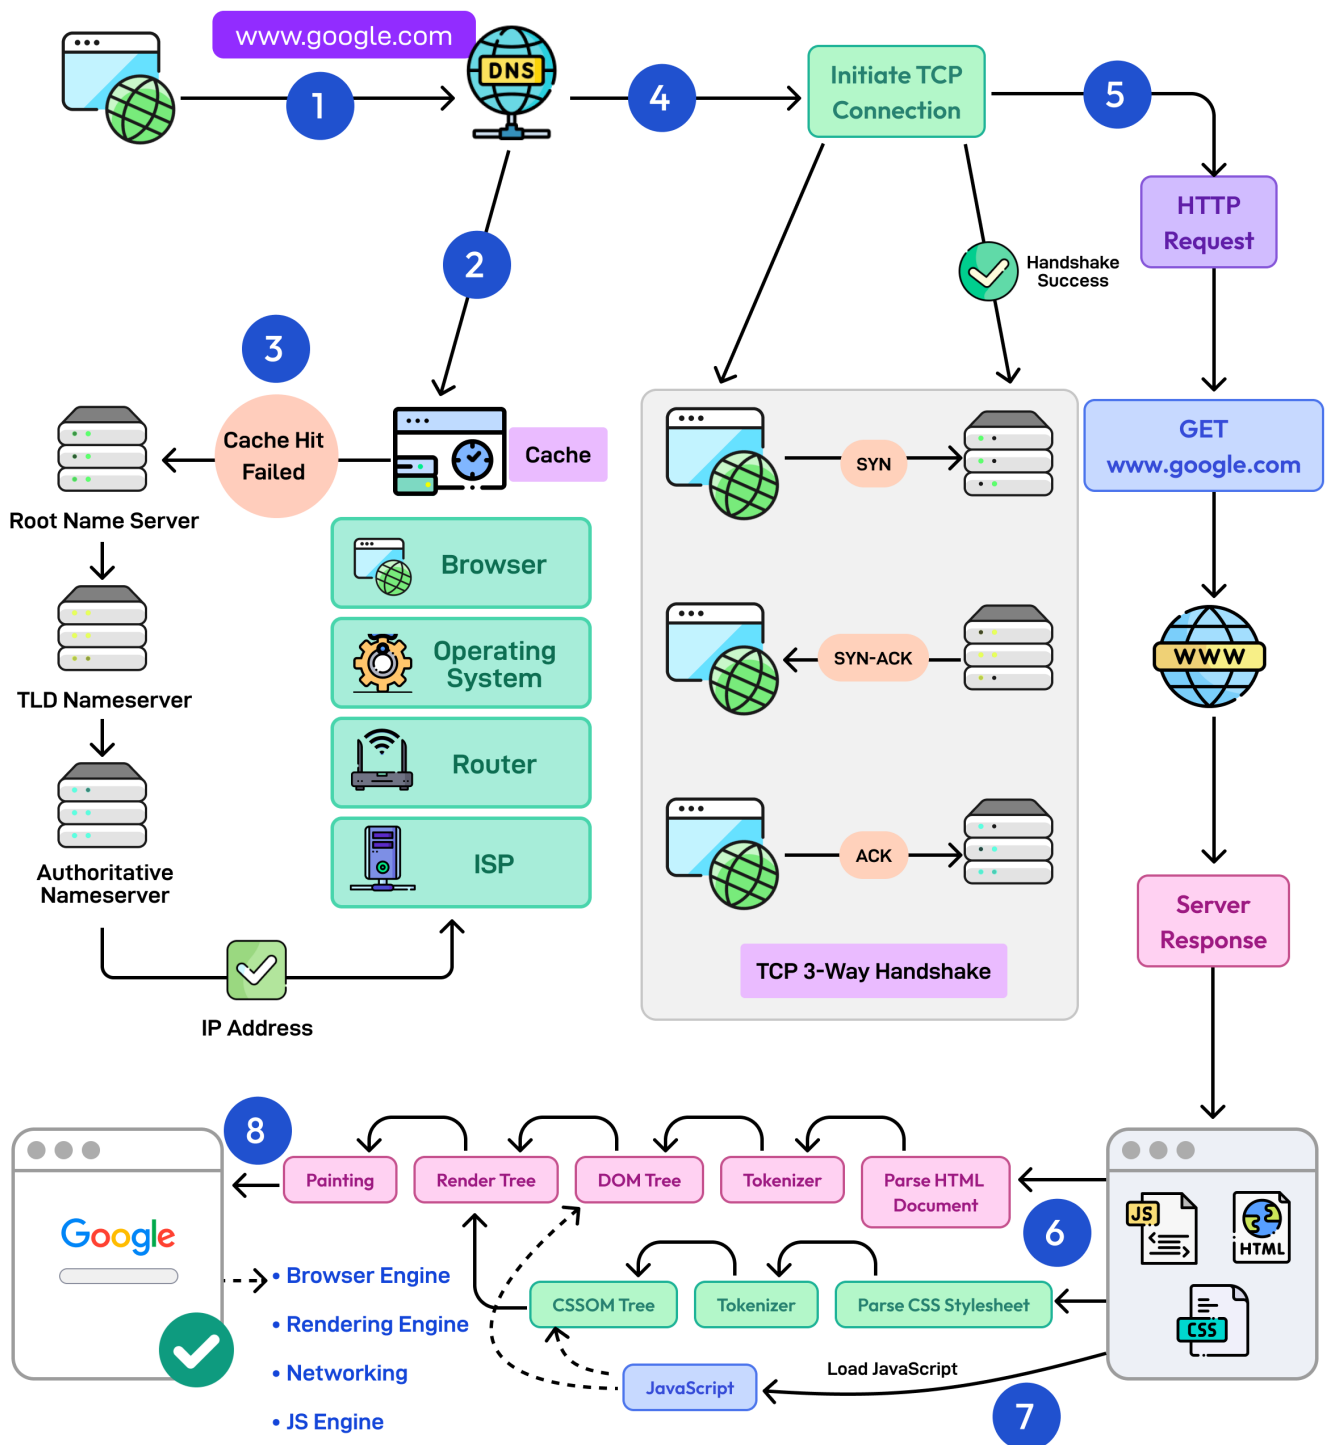 www.google.com
DNS
1
4
Initiate TCP
Connection
5
HTTP
Request
2
Handshake
Success
3
Cache Hit
Failed
Cache
Root Name Server
TLD Nameserver
Authoritative
Nameserver
IP Address
Browser
Operating
System
Router
ISP
SYN
SYN-ACK
ACK
TCP 3-Way Handshake
GET
www.google.com
WWW
Server
Response
8
Painting
Render Tree
DOM Tree
Tokenizer
Parse HTML
Document
6
JS
HTML
CSS
Google
• Browser Engine
• Rendering Engine
• Networking
• JS Engine
CSSOM Tree
Tokenizer
Parse CSS Stylesheet
Load JavaScript
JavaScript
7